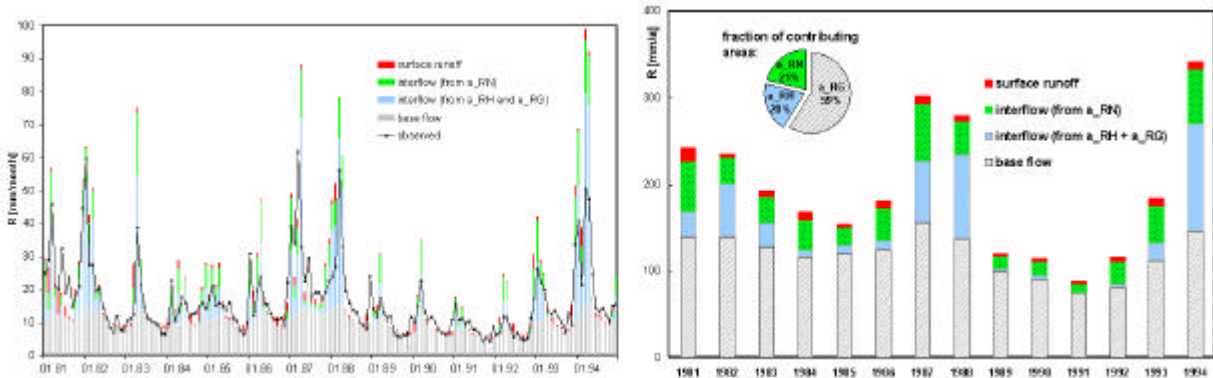 100
90
80
70
60
50
40
30
20
10
0
R [mm/month]
surface runoff
interflow (from a_RN)
interflow (from a_RH and a_RG)
base flow
observed
01.81
01.82
01.83
01.84
01.85
01.87
01.88
01.89
01.90
01.91
01.93
01.94
400
300
200
100
0
R [mm/a]
fraction of contributing
areas:
a_RN
21%
a_RH
20%
a_RG
59%
surface runoff
interflow (from a_RN)
interflow (from a_RH + a_RG)
base flow
1981 1982 1983 1984 1985 1986 1987 1988 1989 1990 1991 1992 1993 1994